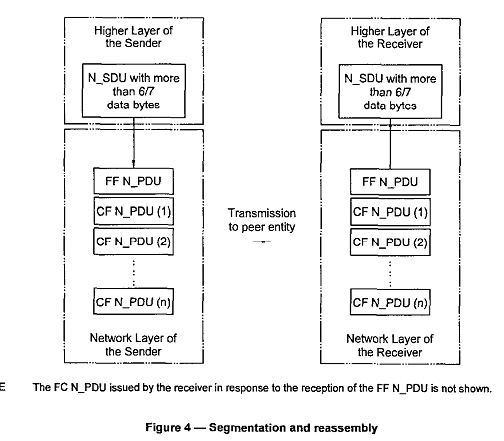 Higher Layer of
the Sender
N_SDU with more
than 6/7
data bytes
FF N_PDU
CF N_PDU (1)
CF N_PDU (2)
CF N_PDU (n)
Network Layer of
the Sender
Transmission
to peer entity
Higher Layer of
the Receiver
N_SDU with more
than 6/7
data bytes
FF N_PDU
CF N_PDU (1)
CF N_PDU (2)
CF N_PDU (n)
Network Layer of
the Receiver
E The FC N_PDU issued by the receiver in response to the reception of the FF N_PDU is not shown.
Figure 4 — Segmentation and reassembly